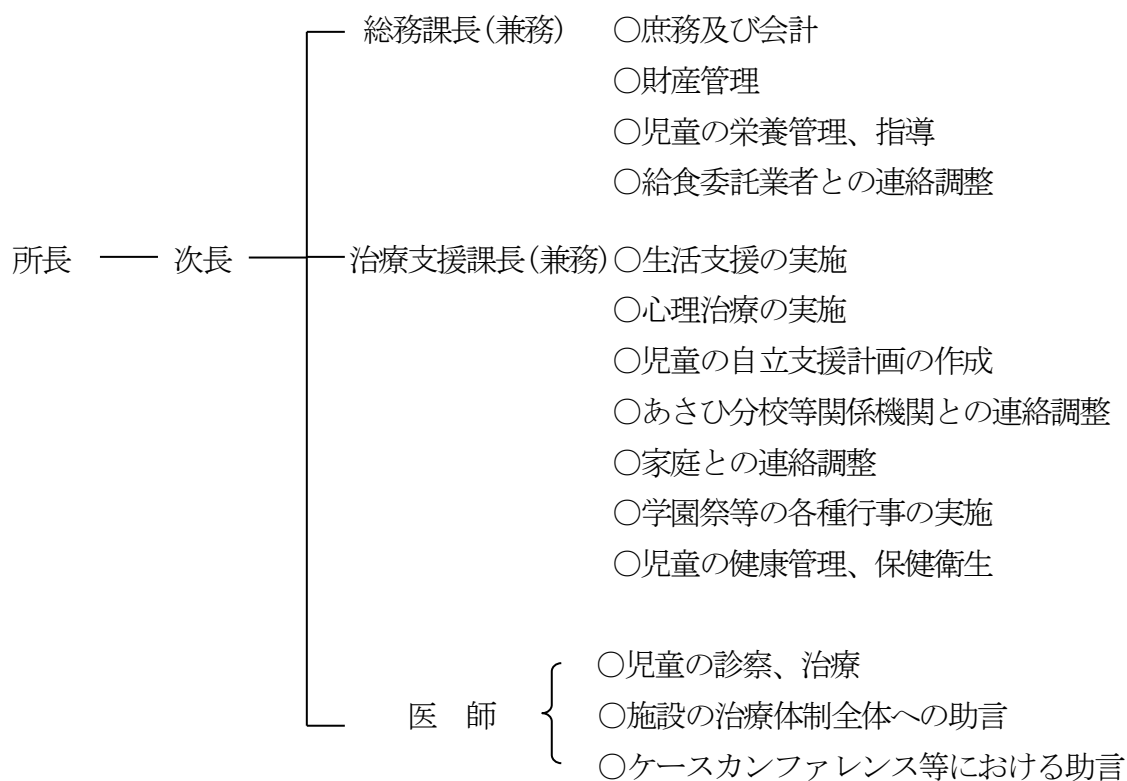 総務課長(兼務) ○庶務及び会計
○財産管理
○児童の栄養管理、指導
○給食委託業者との連絡調整
所長 次長 治療支援課長(兼務)○生活支援の実施
○心理治療の実施
○児童の自立支援計画の作成
○あさひ分校等関係機関との連絡調整
○家庭との連絡調整
○学園祭等の各種行事の実施
○児童の健康管理、保健衛生
○児童の診察、治療
医 師 ○施設の治療体制全体への助言
○ケースカンファレンス等における助言